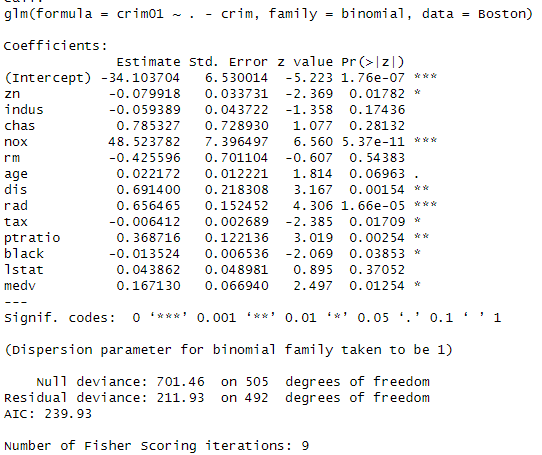 glm(formula = crim01 ~ . - crim, family = binomial, data = Boston)
Coefficients:
Estimate Std. Error z value Pr(>|z|)
(Intercept) -34.103704 6.530014 -5.223 1.76e-07 ***
zn -0.079918 0.033731 -2.369 0.01782 *
indus -0.059389 0.043722 -1.358 0.17436
chas 0.785327 0.728930 1.077 0.28132
nox 48.523782 7.396497 6.560 5.37e-11 ***
rm -0.425596 0.701104 -0.607 0.54383
age 0.022172 0.012221 1.814 0.06963 .
dis 0.691400 0.218308 3.167 0.00154 **
rad 0.656465 0.152452 4.306 1.66e-05 ***
tax -0.006412 0.002689 -2.385 0.01709 *
ptratio 0.368716 0.122136 3.019 0.00254 **
black -0.013524 0.006536 -2.069 0.03853 *
lstat 0.043862 0.048981 0.895 0.37052
medv 0.167130 0.066940 2.497 0.01254 *
---
Signif. codes: 0 ‘***’ 0.001 ‘**’ 0.01 ‘*’ 0.05 ‘.’ 0.1 ‘ ’ 1
(Dispersion parameter for binomial family taken to be 1)
Null deviance: 701.46 on 505 degrees of freedom
Residual deviance: 211.93 on 492 degrees of freedom
AIC: 239.93
Number of Fisher Scoring iterations: 9